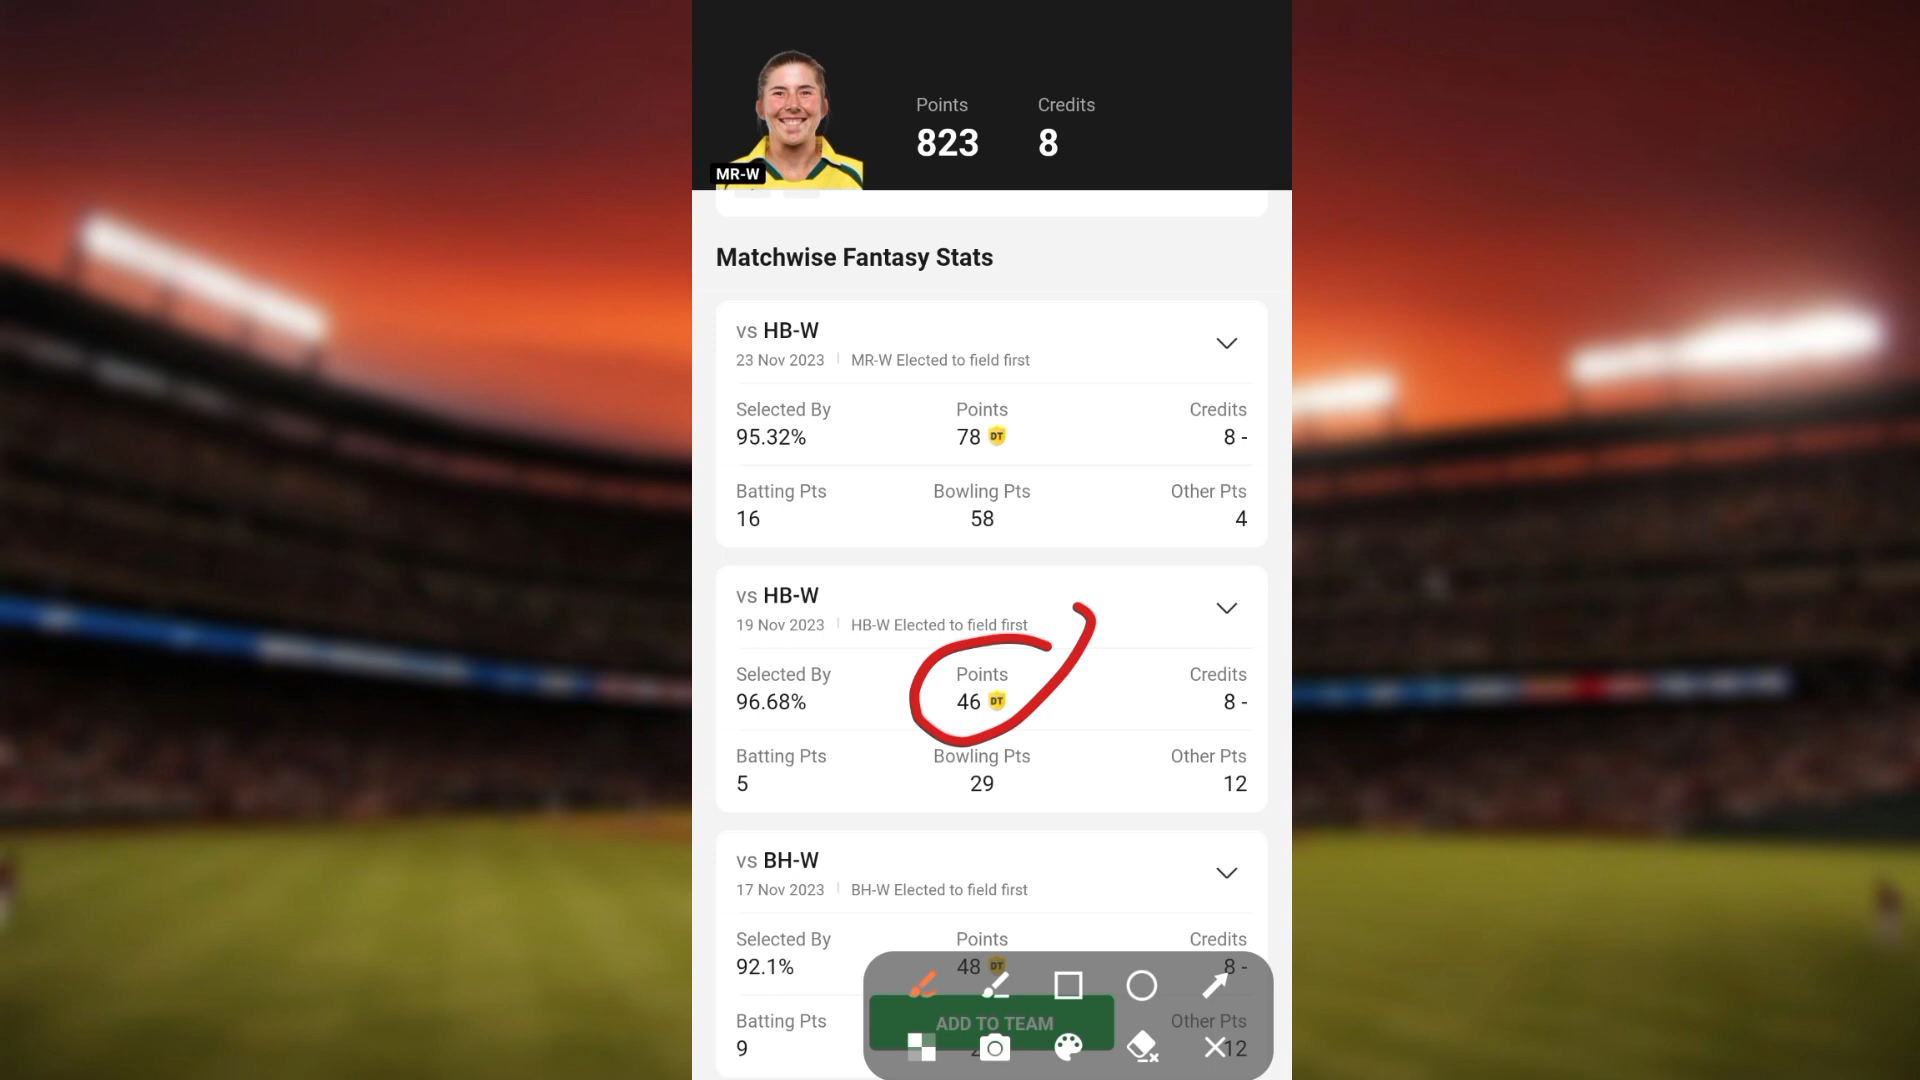 Points Credits
823 8
MR-W
Matchwise Fantasy Stats
vs HB-W
23 Nov 2023 MR-W Elected to field first
Selected By Points Credits
95.32% 78 DT 8 -
Batting Pts Bowling Pts Other Pts
16 58 4
vs HB-W
19 Nov 2023 HB-W Elected to field first
Selected By Points Credits
96.68% 46 DT 8 -
Batting Pts Bowling Pts Other Pts
5 29 12
vs BH-W
17 Nov 2023 BH-W Elected to field first
Selected By Points Credits
92.1% 48 DT 8 -
Batting Pts ADD TO TEAM Other Pts
9 12